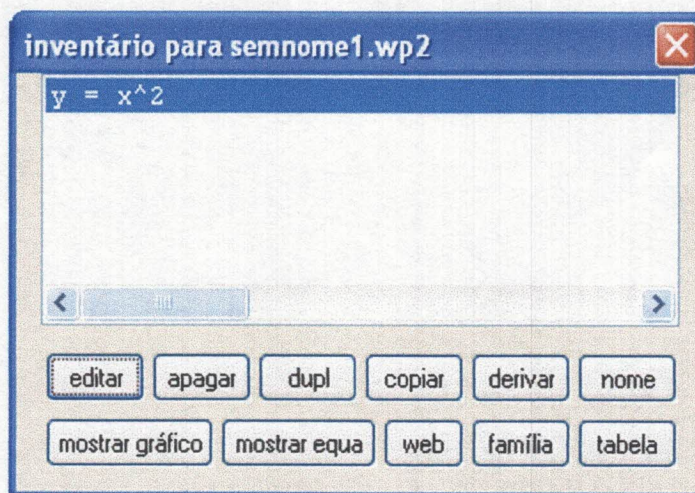 inventário para semnome1.wp2
y = x^2
editar apagar dupl copiar derivar nome
mostrar gráfico mostrar equa web família tabela